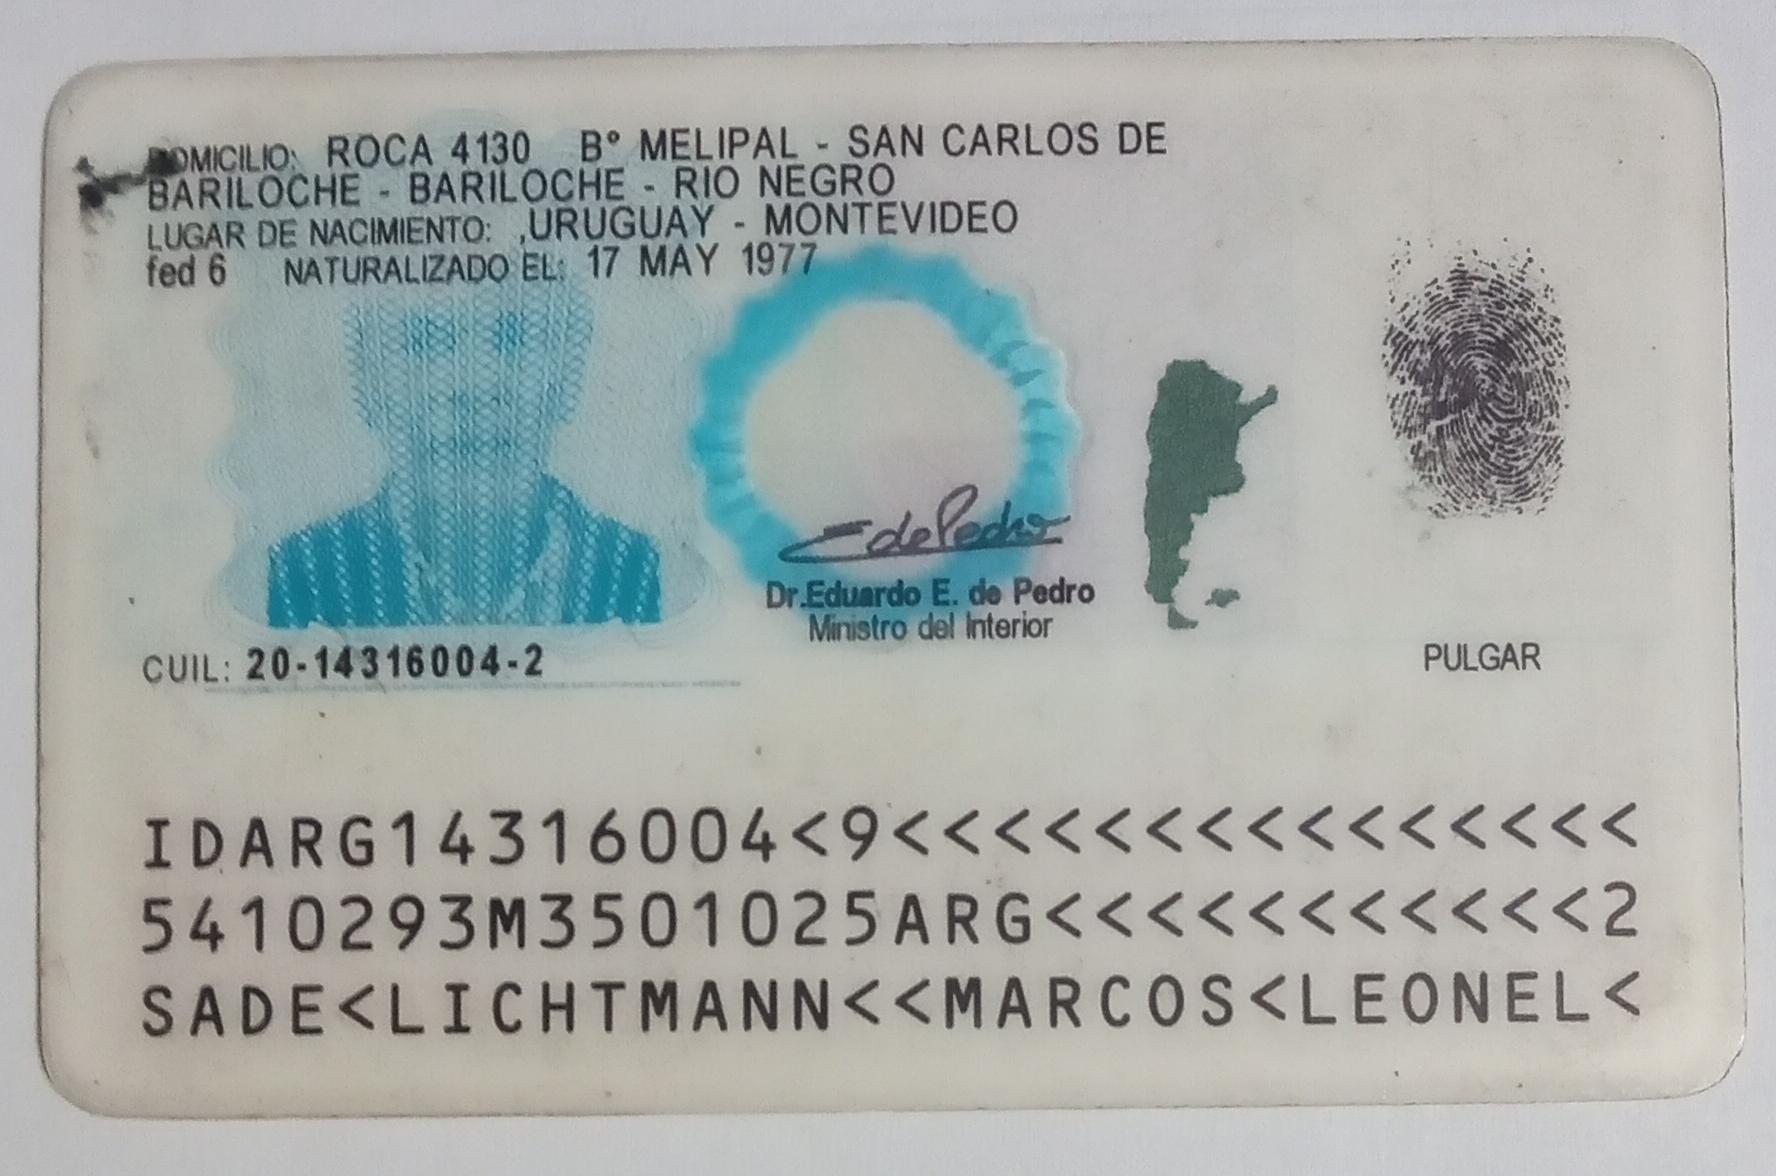 DOMICILIO: ROCA 4130 B° MELIPAL - SAN CARLOS DE
BARILOCHE - BARILOCHE - RIO NEGRO
LUGAR DE NACIMIENTO: ,URUGUAY - MONTEVIDEO
fed 6 NATURALIZADO EL: 17 MAY 1977
EdePedro
Dr.Eduardo E. de Pedro
Ministro del Interior
CUIL: 20-14316004-2
PULGAR
IDARG14316004<9<<<<<<<<<<<<<<<
5410293M3501025ARG<<<<<<<<<<<2
SADE<LICHTMANN<<MARCOS<LEONEL<